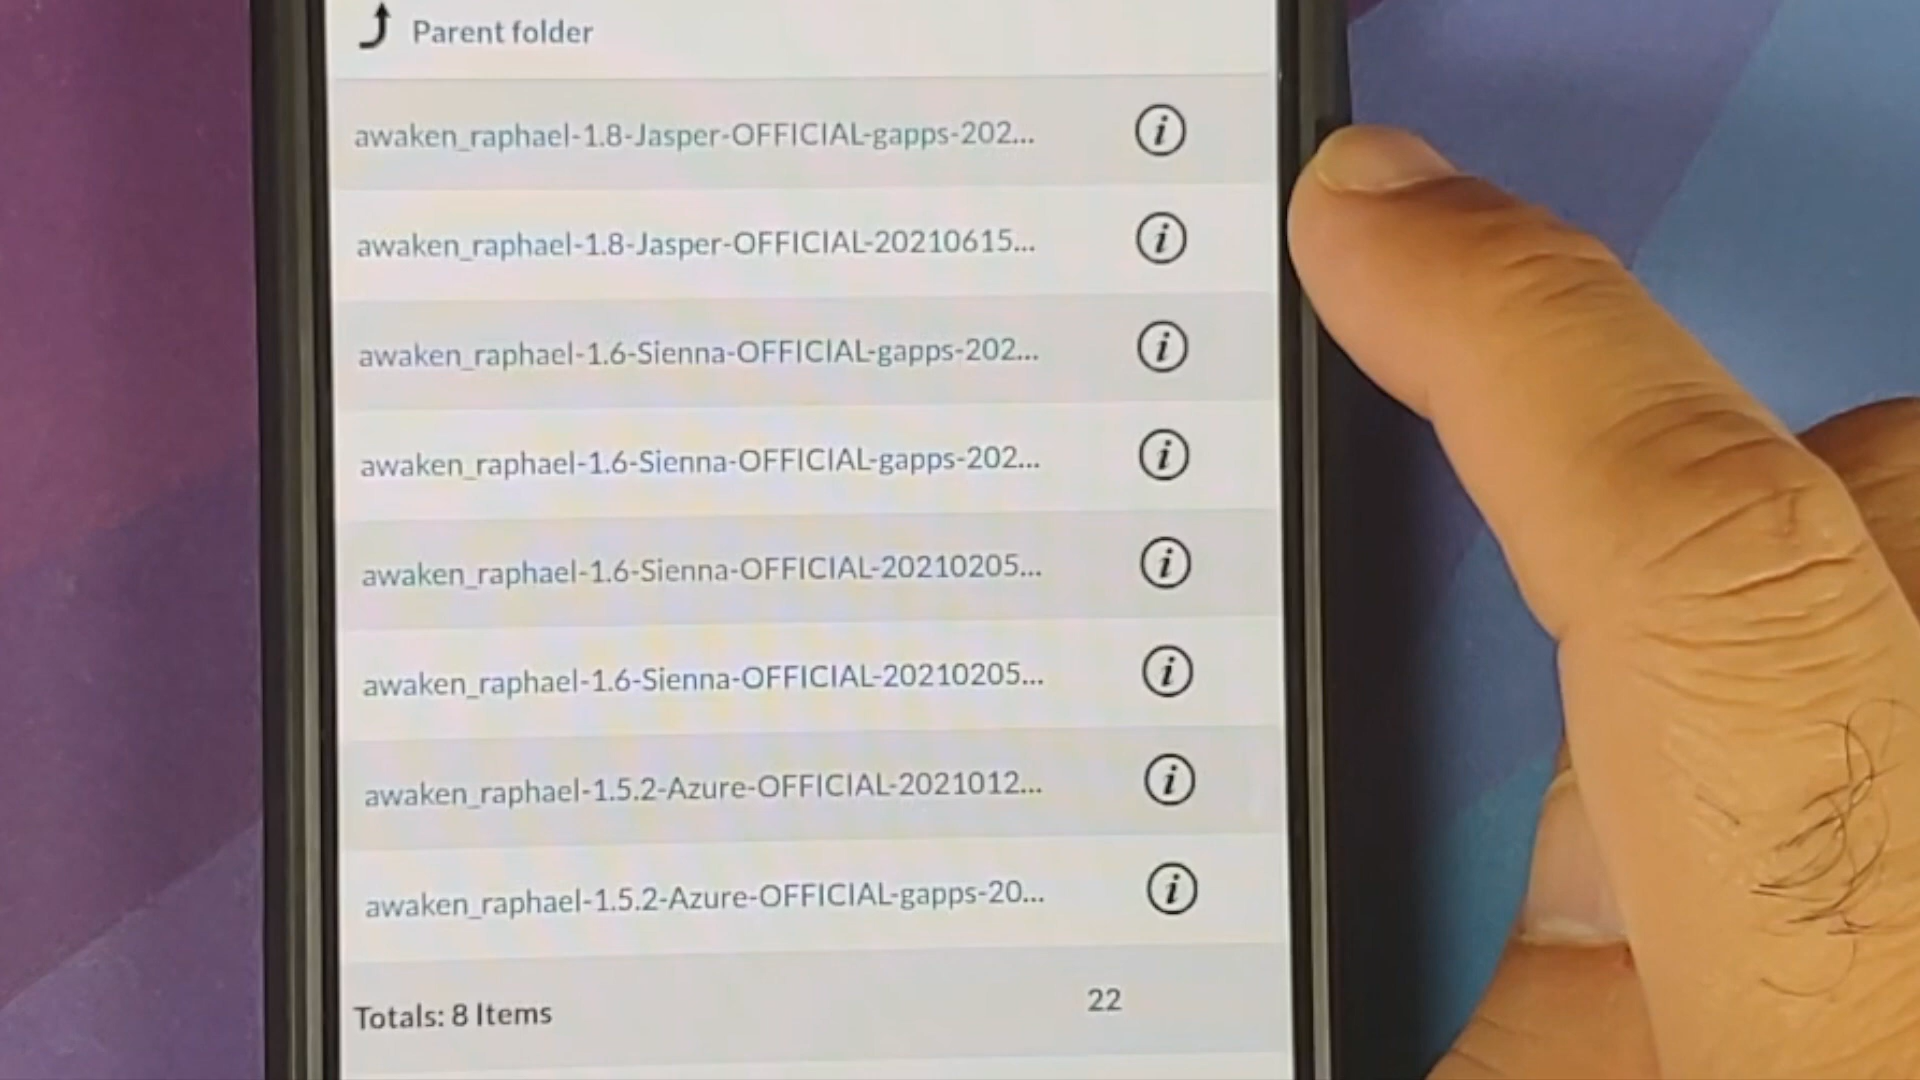 Parent folder
awaken_raphael-1.8-Jasper-OFFICIAL-gapps-202...
awaken_raphael-1.8-Jasper-OFFICIAL-20210615...
awaken_raphael-1.6-Sienna-OFFICIAL-gapps-202...
awaken_raphael-1.6-Sienna-OFFICIAL-gapps-202...
awaken_raphael-1.6-Sienna-OFFICIAL-20210205...
awaken_raphael-1.6-Sienna-OFFICIAL-20210205...
awaken_raphael-1.5.2-Azure-OFFICIAL-2021012...
awaken_raphael-1.5.2-Azure-OFFICIAL-gapps-20...
Totals: 8 Items 22